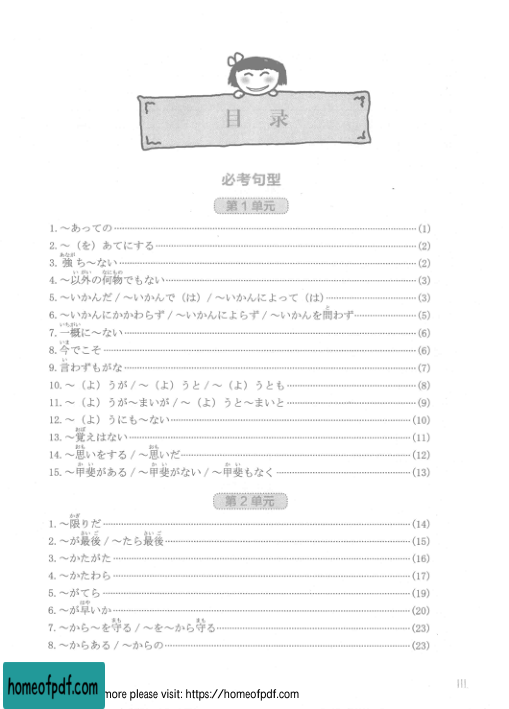 目 录
必考句型
第1单元
1. ～あっての (1)
2. ～（を）あてにする (2)
3. 強ち～ない (2)
4. ～以外の何物でもない (3)
5. ～いかんだ / ～いかんで（は）/ ～いかんによって（は） (3)
6. ～いかんにかかわらず / ～いかんによらず / ～いかんを問わず (5)
7. 一概に～ない (6)
8. 今でこそ (6)
9. 言わずもがな (7)
10. ～（よ）うが / ～（よ）うと / ～（よ）うとも (8)
11. ～（よ）うが～まいが / ～（よ）うと～まいと (9)
12. ～（よ）うにも～ない (10)
13. ～覚えはない (11)
14. ～思いをする / ～思いだ (12)
15. ～甲斐がある / ～甲斐がない / ～甲斐もなく (13)
第2单元
1. ～限りだ (14)
2. ～が最後 / ～たら最後 (15)
3. ～かたがた (16)
4. ～かたわら (17)
5. ～がてら (19)
6. ～が早いか (20)
7. ～から～を守る / ～を～から守る (23)
8. ～からある / ～からの (23)
III
homeofpdf.com
more please visit: https://homeofpdf.com